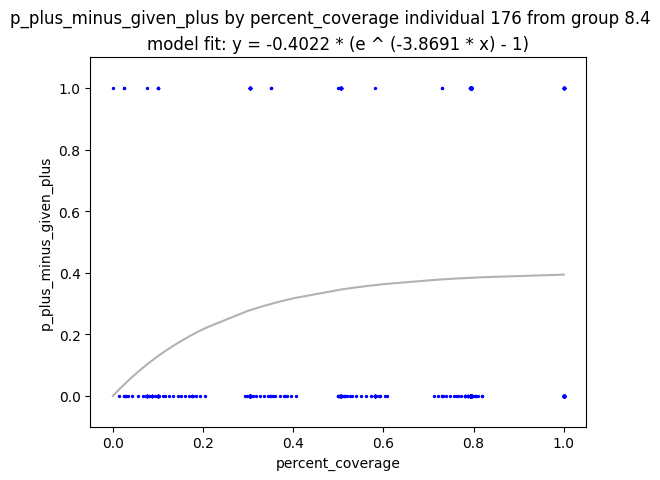 p_plus_minus_given_plus by percent_coverage individual 176 from group 8.4
model fit: y = -0.4022 * (e ^ (-3.8691 * x) - 1)
1.0
0.8
0.6
0.4
0.2
0.0
p_plus_minus_given_plus
0.0 0.2 0.4 0.6 0.8 1.0
percent_coverage